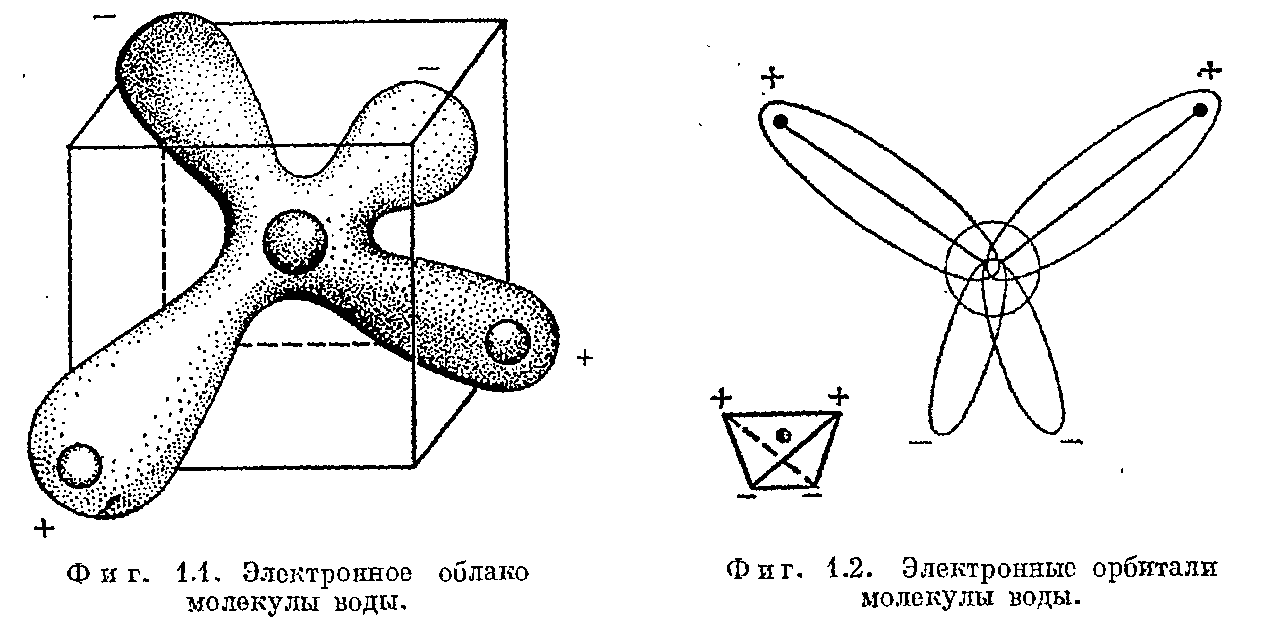 − − + +
+ +
Фиг. 1.1. Электронное облако
молекулы воды.
+ +
− −
− −
Фиг. 1.2. Электронные орбитали
молекулы воды.